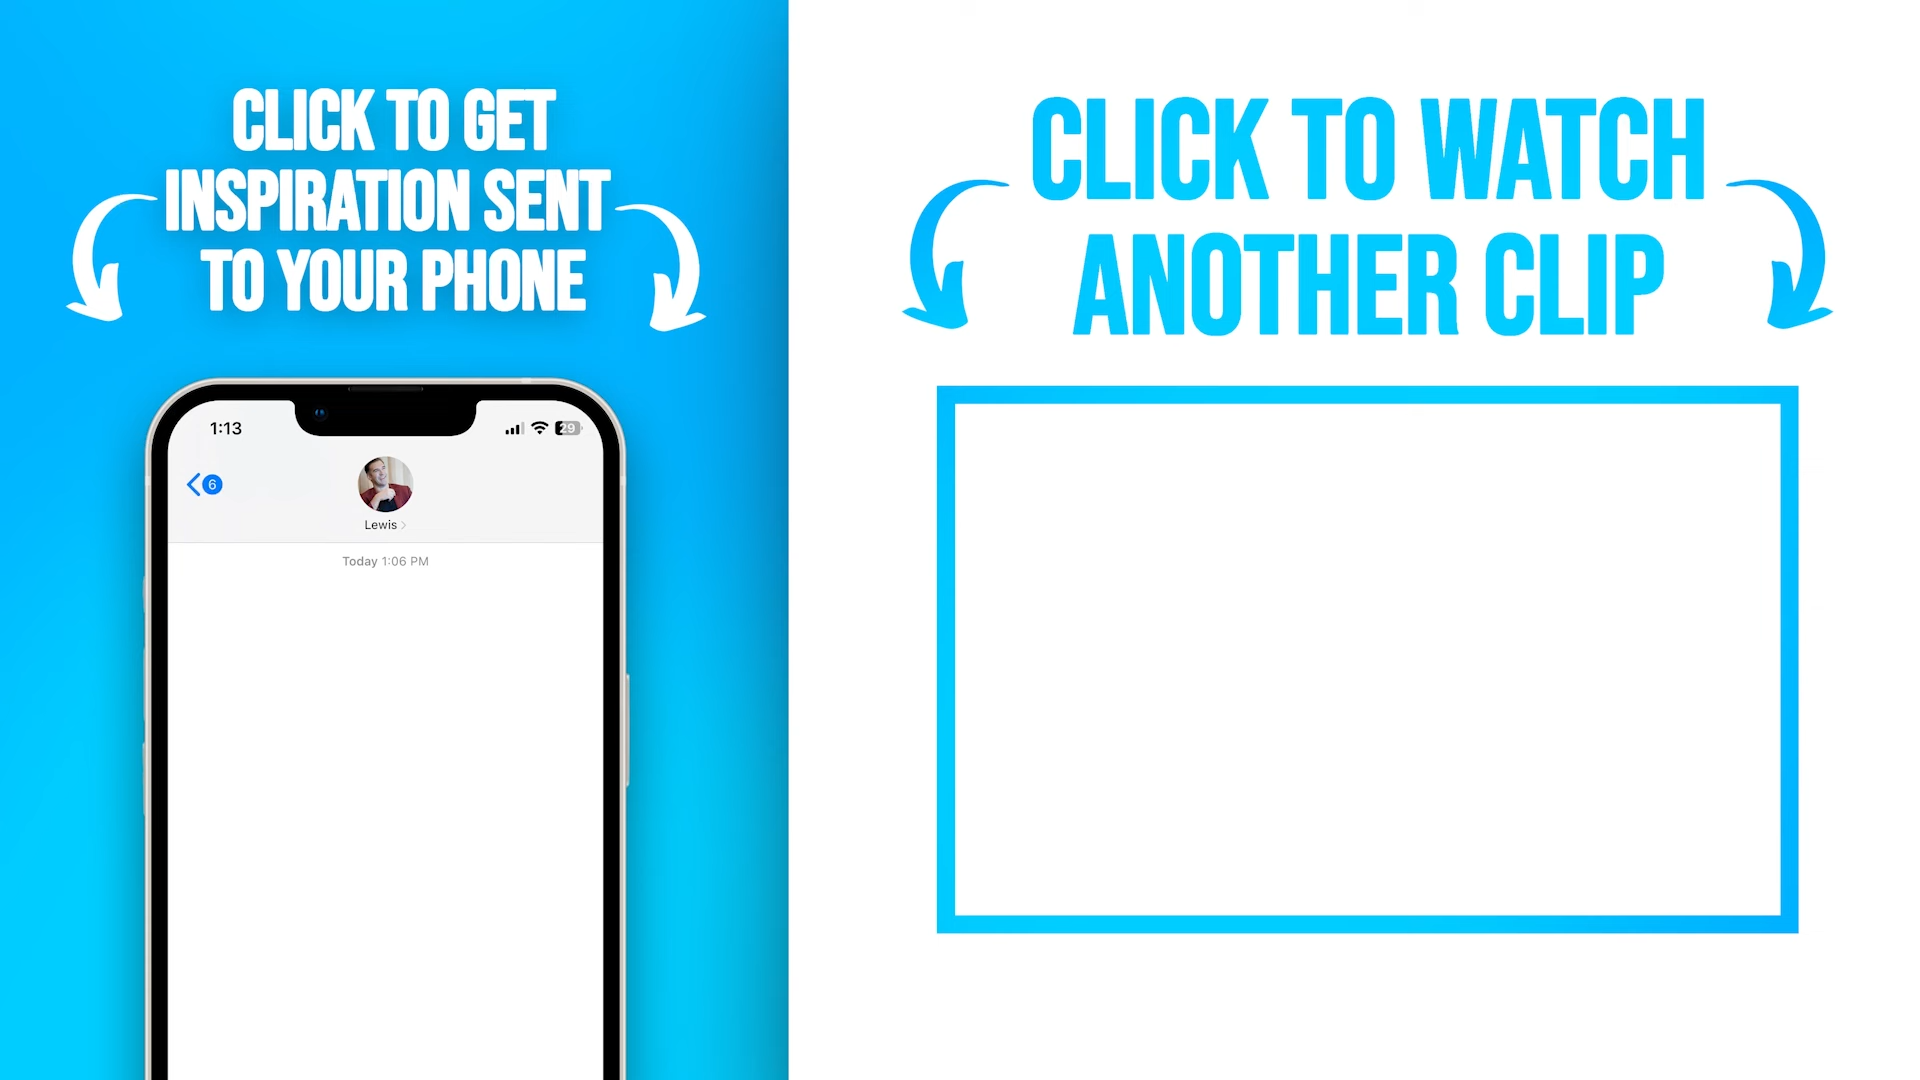 CLICK TO GET
INSPIRATION SENT
TO YOUR PHONE
1:13
29
6
Lewis
Today 1:06 PM
CLICK TO WATCH
ANOTHER CLIP